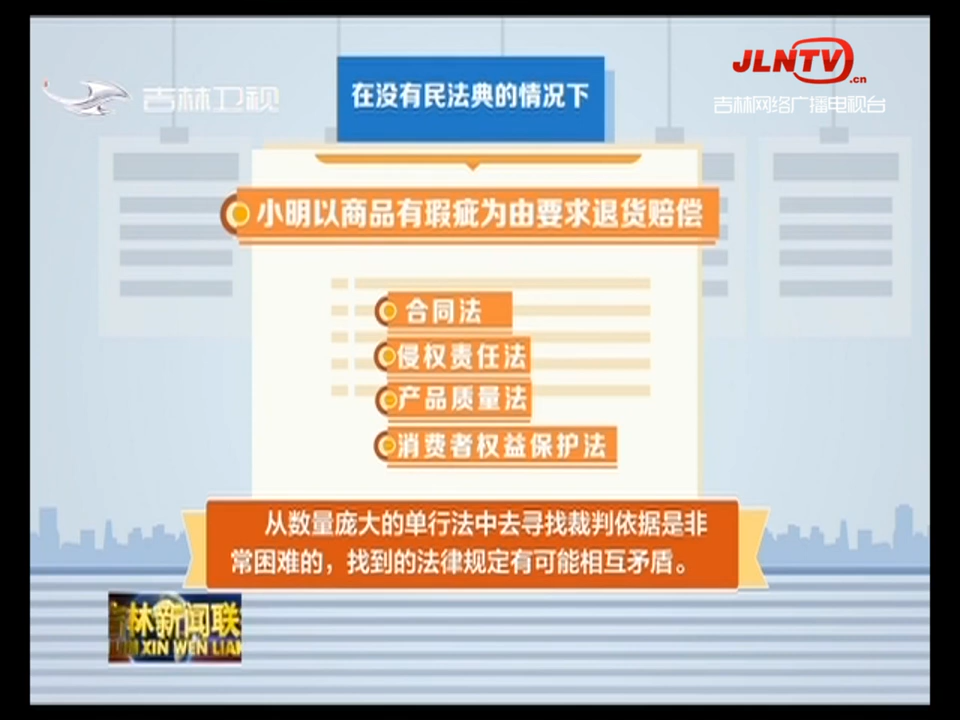 JLNTV.cn
吉林卫视
吉林网络广播电视台
在没有民法典的情况下
小明以商品有瑕疵为由要求退货赔偿
合同法
侵权责任法
产品质量法
消费者权益保护法
从数量庞大的单行法中去寻找裁判依据是非
常困难的，找到的法律规定有可能相互矛盾。
吉林新闻联
LIN XIN WEN LIAN